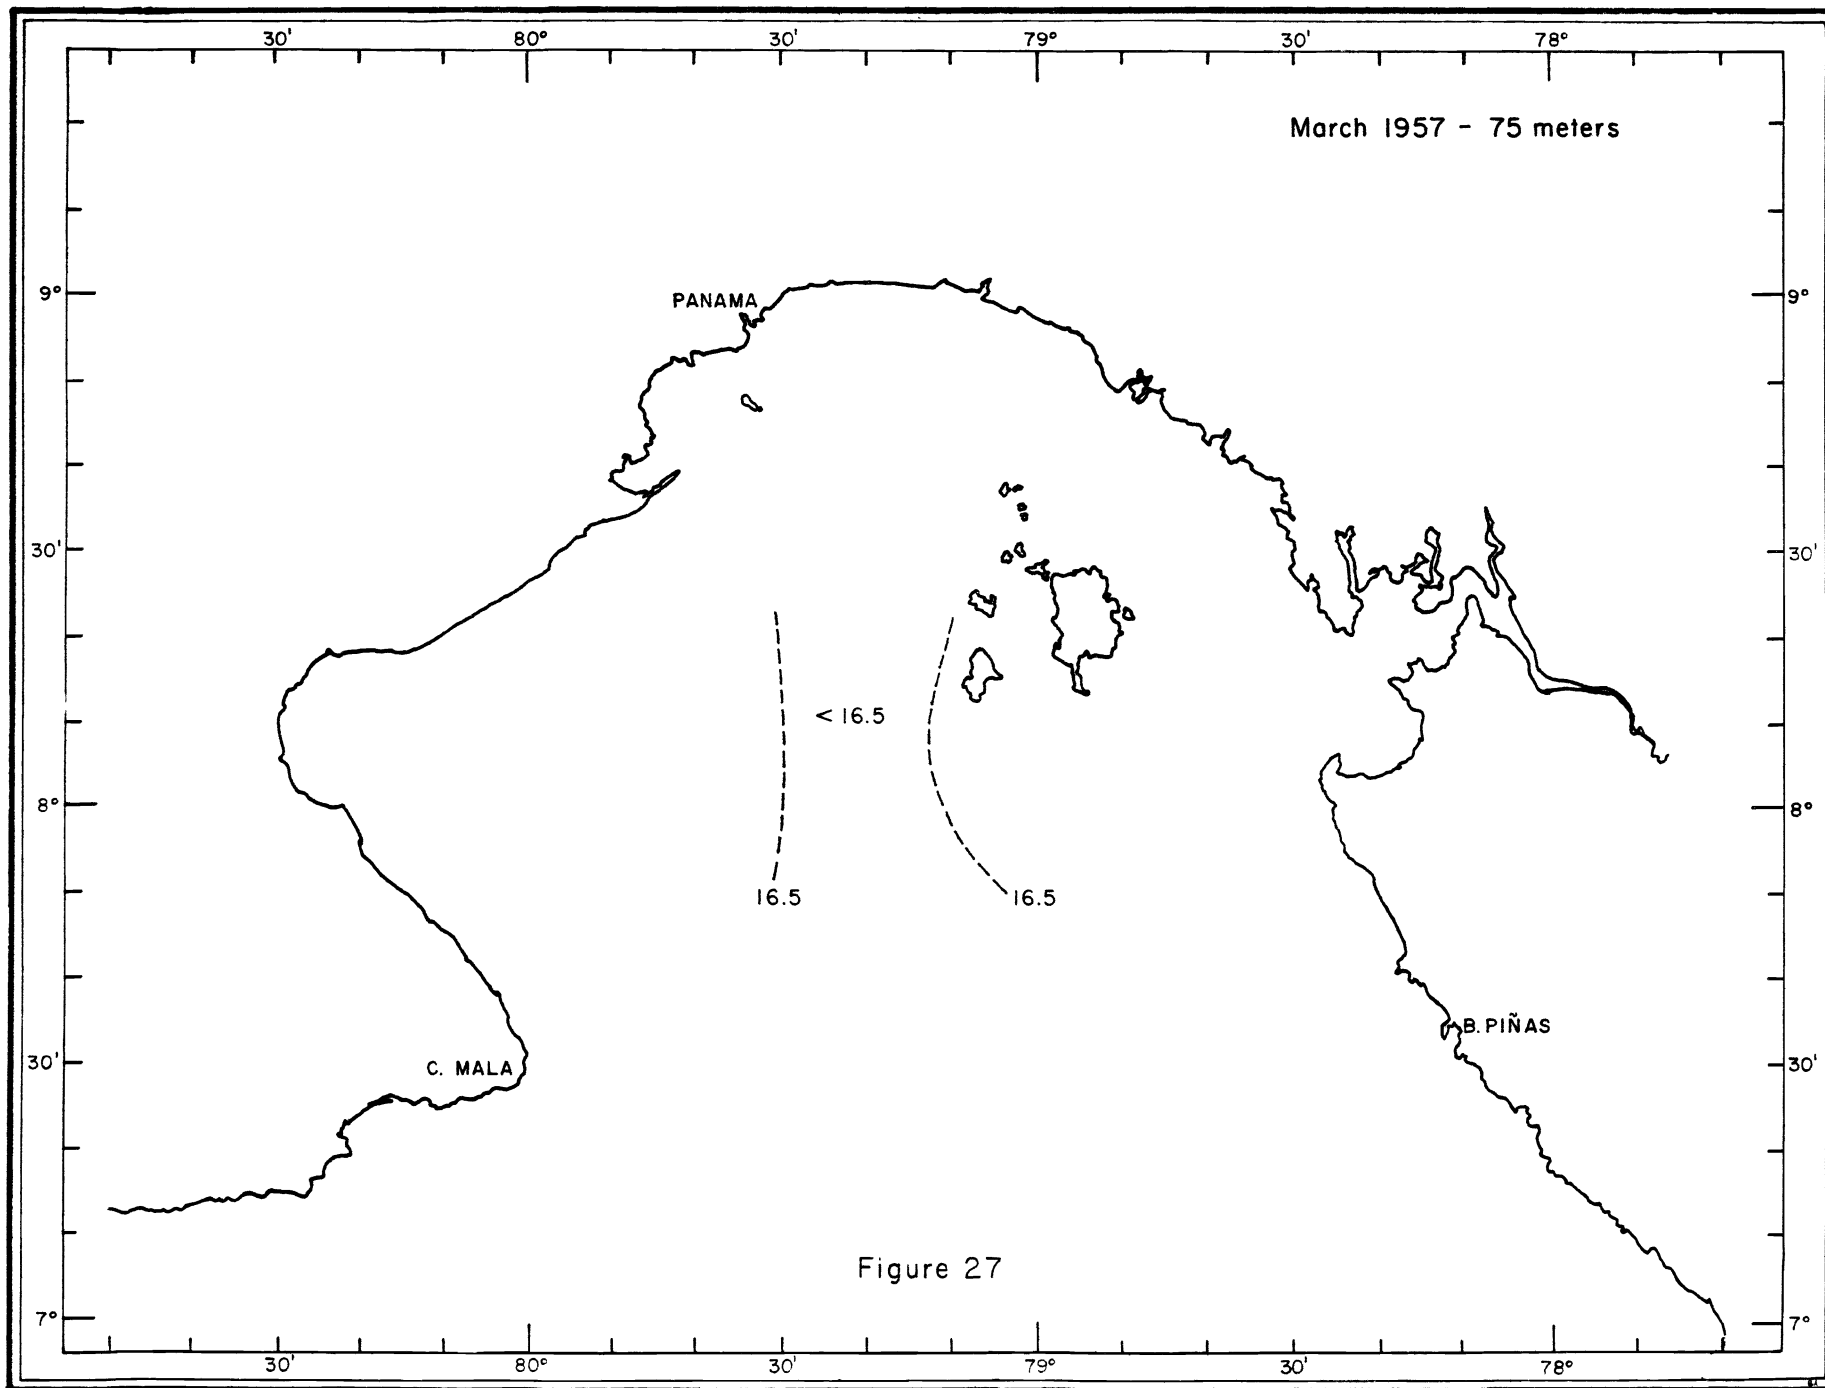 30' 80° 30' 79° 30' 78°
March 1957 - 75 meters
9° 9°
PANAMA
30' 30'
< 16.5
8° 8°
16.5 16.5
B. PIÑAS
30' 30'
C. MALA
Figure 27
7° 7°
30' 80° 30' 79° 30' 78°